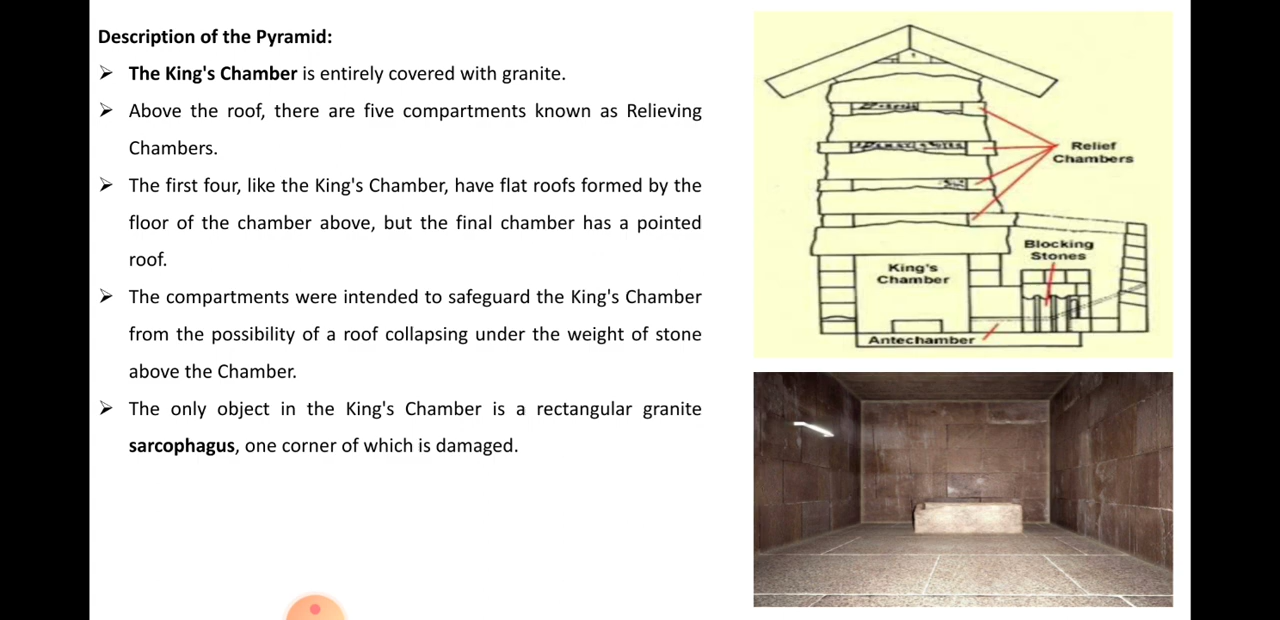 Description of the Pyramid:
➢ The King's Chamber is entirely covered with granite.
➢ Above the roof, there are five compartments known as Relieving
Chambers.
➢ The first four, like the King's Chamber, have flat roofs formed by the
floor of the chamber above, but the final chamber has a pointed
roof.
➢ The compartments were intended to safeguard the King's Chamber
from the possibility of a roof collapsing under the weight of stone
above the Chamber.
➢ The only object in the King's Chamber is a rectangular granite
sarcophagus, one corner of which is damaged.
Relief
Chambers
Blocking
Stones
King's
Chamber
Antechamber